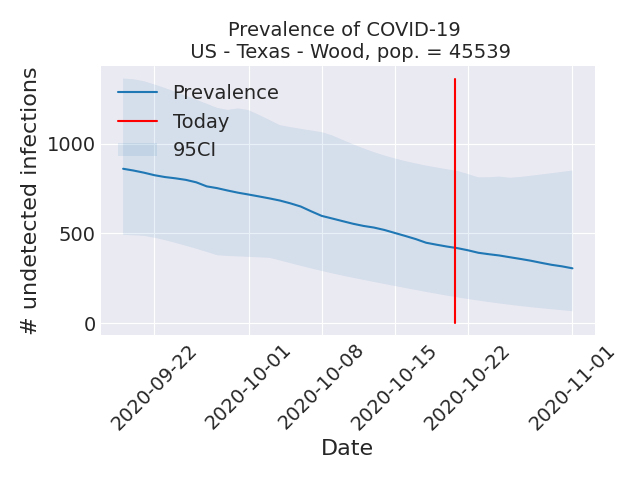 Prevalence of COVID-19
US - Texas - Wood, pop. = 45539
# undetected infections
1000
500
0
Prevalence
Today
95CI
2020-09-22
2020-10-01
2020-10-08
2020-10-15
2020-10-22
2020-11-01
Date